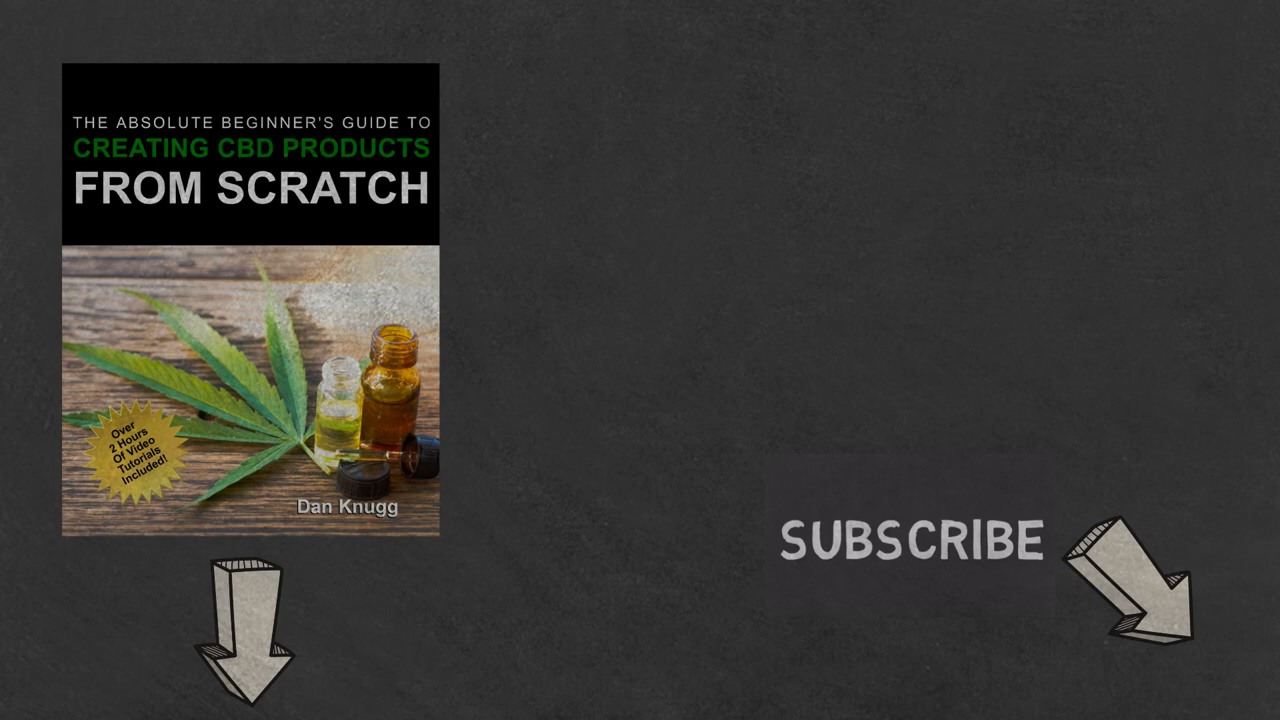 THE ABSOLUTE BEGINNER'S GUIDE TO
CREATING CBD PRODUCTS
FROM SCRATCH
Over
2 Hours
Of Video
Tutorials
Included!
Dan Knugg
SUBSCRIBE